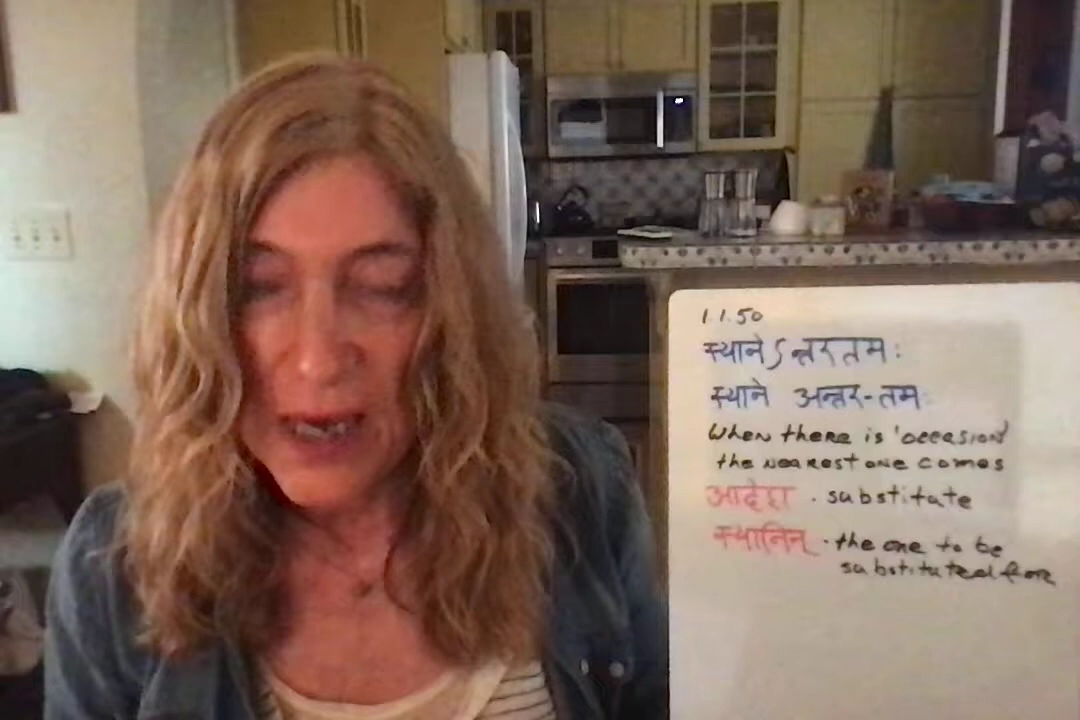 1.1.50
स्थानेऽन्तरतमः
स्थाने अन्तर-तमः
When there is 'occasion'
the nearest one comes
आदेश . substitute
स्थानिन् . the one to be
substituted for